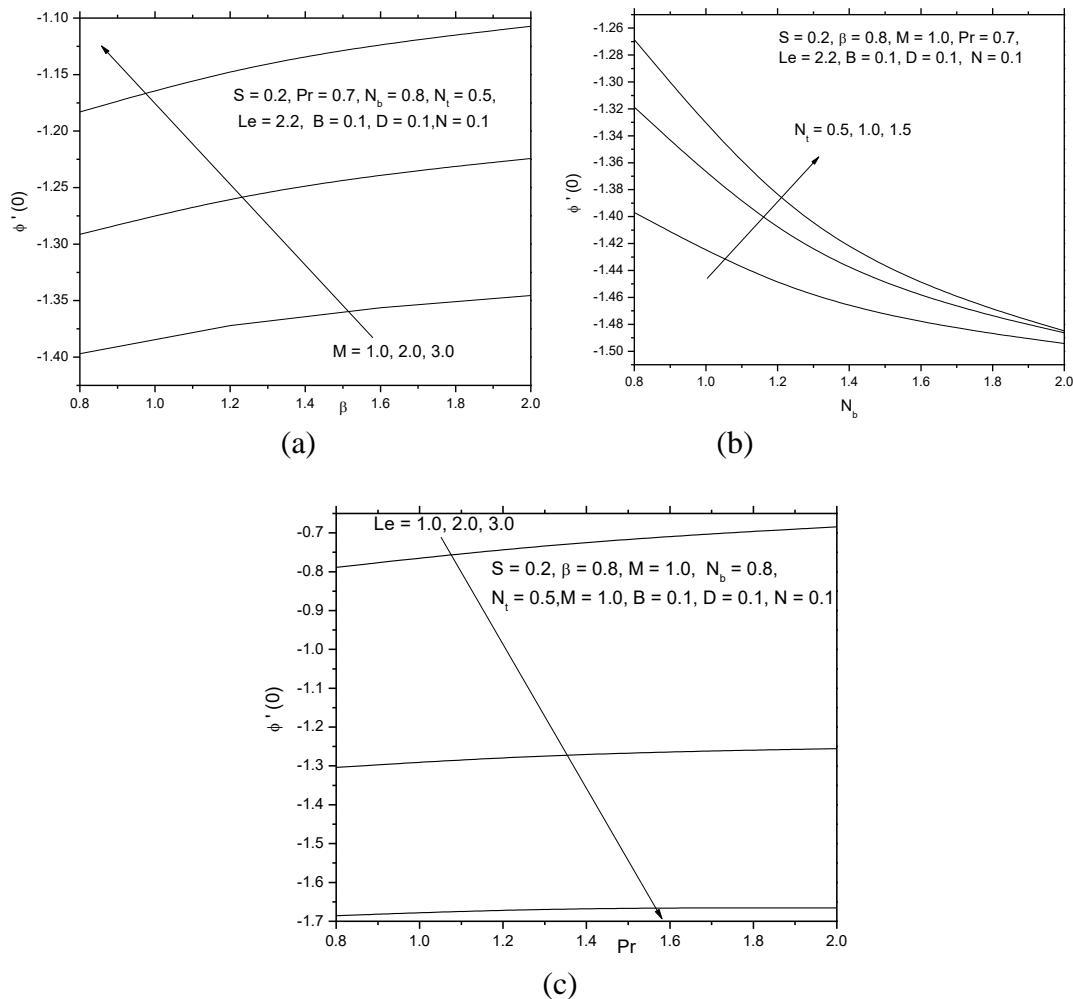 -1.10
-1.15
-1.20
-1.25
-1.30
-1.35
-1.40
ϕ ' (0)
S = 0.2, Pr = 0.7, N_b = 0.8, N_t = 0.5,
Le = 2.2, B = 0.1, D = 0.1,N = 0.1
M = 1.0, 2.0, 3.0
0.8 1.0 1.2 1.4 1.6 1.8 2.0
β
(a)
-1.26
-1.28
-1.30
-1.32
-1.34
-1.36
-1.38
-1.40
-1.42
-1.44
-1.46
-1.48
-1.50
ϕ ' (0)
S = 0.2, β = 0.8, M = 1.0, Pr = 0.7,
Le = 2.2, B = 0.1, D = 0.1, N = 0.1
N_t = 0.5, 1.0, 1.5
0.8 1.0 1.2 1.4 1.6 1.8 2.0
N_b
(b)
-0.7
-0.8
-0.9
-1.0
-1.1
-1.2
-1.3
-1.4
-1.5
-1.6
-1.7
ϕ ' (0)
Le = 1.0, 2.0, 3.0
S = 0.2, β = 0.8, M = 1.0, N_b = 0.8,
N_t = 0.5,M = 1.0, B = 0.1, D = 0.1, N = 0.1
0.8 1.0 1.2 1.4 1.6 1.8 2.0
Pr
(c)